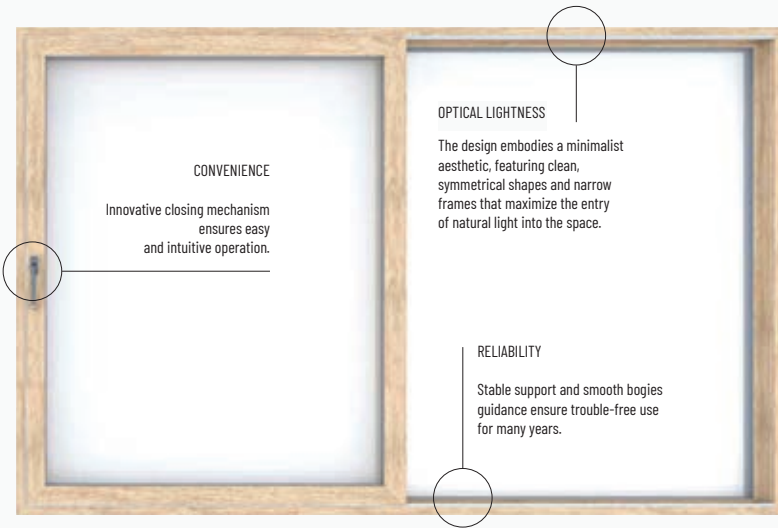 OPTICAL LIGHTNESS
The design embodies a minimalist
aesthetic, featuring clean,
symmetrical shapes and narrow
frames that maximize the entry
of natural light into the space.
CONVENIENCE
Innovative closing mechanism
ensures easy
and intuitive operation.
RELIABILITY
Stable support and smooth bogies
guidance ensure trouble-free use
for many years.